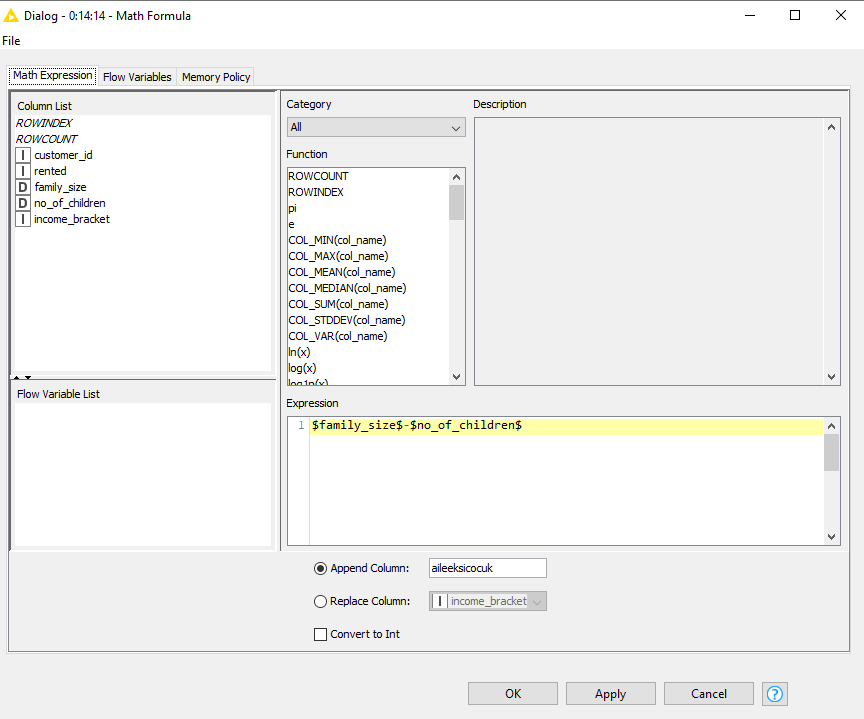 Dialog - 0:14:14 - Math Formula
File
Math Expression Flow Variables Memory Policy
Column List
ROWINDEX
ROWCOUNT
I customer_id
I rented
D family_size
D no_of_children
I income_bracket
Flow Variable List
Category
All
Function
ROWCOUNT
ROWINDEX
pi
e
COL_MIN(col_name)
COL_MAX(col_name)
COL_MEAN(col_name)
COL_MEDIAN(col_name)
COL_SUM(col_name)
COL_STDDEV(col_name)
COL_VAR(col_name)
ln(x)
log(x)
log1p(x)
Description
Expression
1 $family_size$-$no_of_children$
Append Column: aileeksicocuk
Replace Column: I income_bracket
Convert to Int
OK Apply Cancel ?